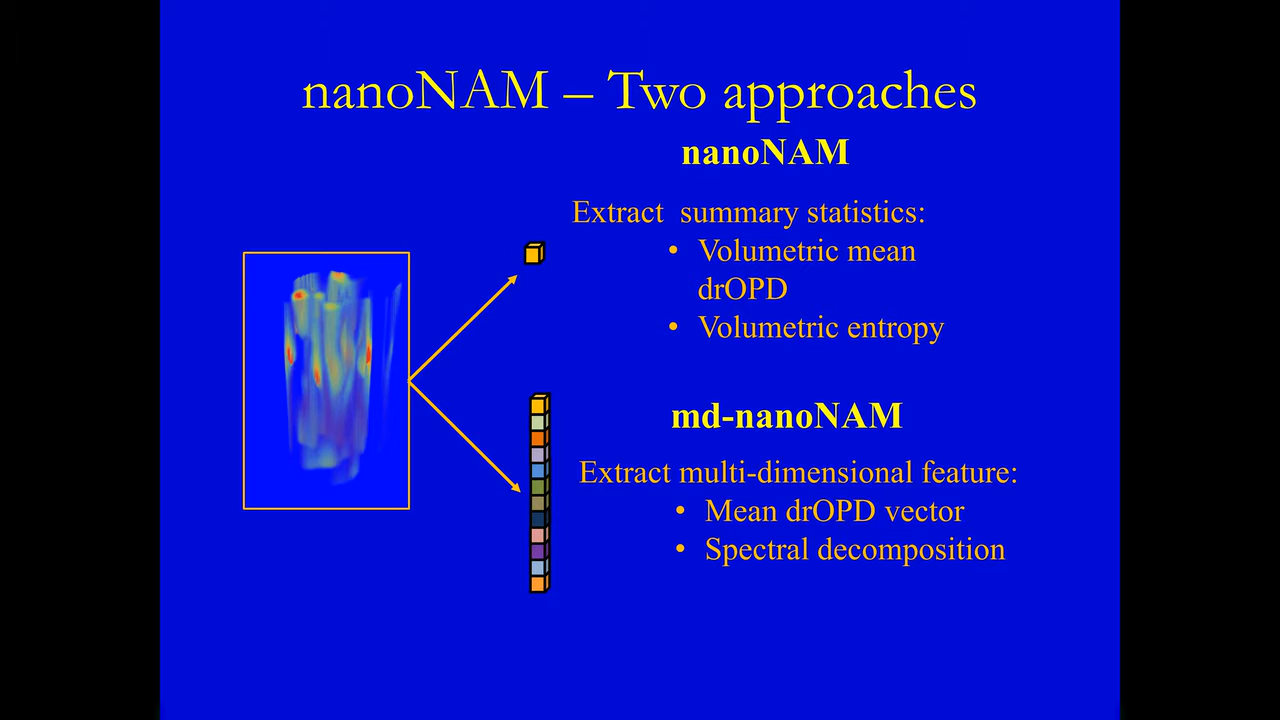 nanoNAM – Two approaches
nanoNAM
Extract  summary statistics:
• Volumetric mean
drOPD
• Volumetric entropy
md-nanoNAM
Extract multi-dimensional feature:
• Mean drOPD vector
• Spectral decomposition